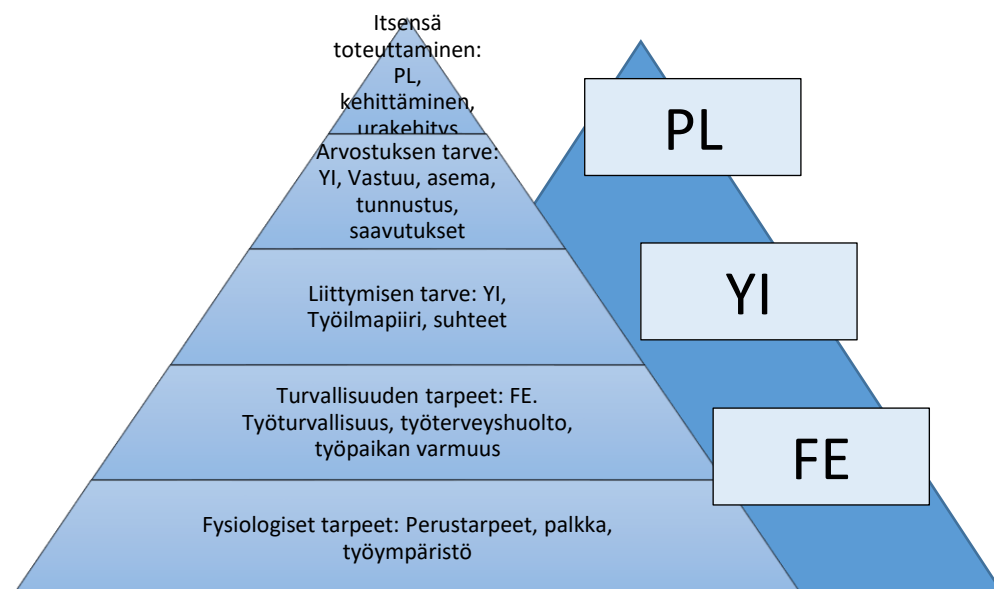 Itsensä
toteuttaminen:
PL,
kehittäminen,
urakehitys
Arvostuksen tarve:
YI, Vastuu, asema,
tunnustus,
saavutukset
Liittymisen tarve: YI,
Työilmapiiri, suhteet
Turvallisuuden tarpeet: FE.
Työturvallisuus, työterveyshuolto,
työpaikan varmuus
Fysiologiset tarpeet: Perustarpeet, palkka,
työympäristö
PL
YI
FE